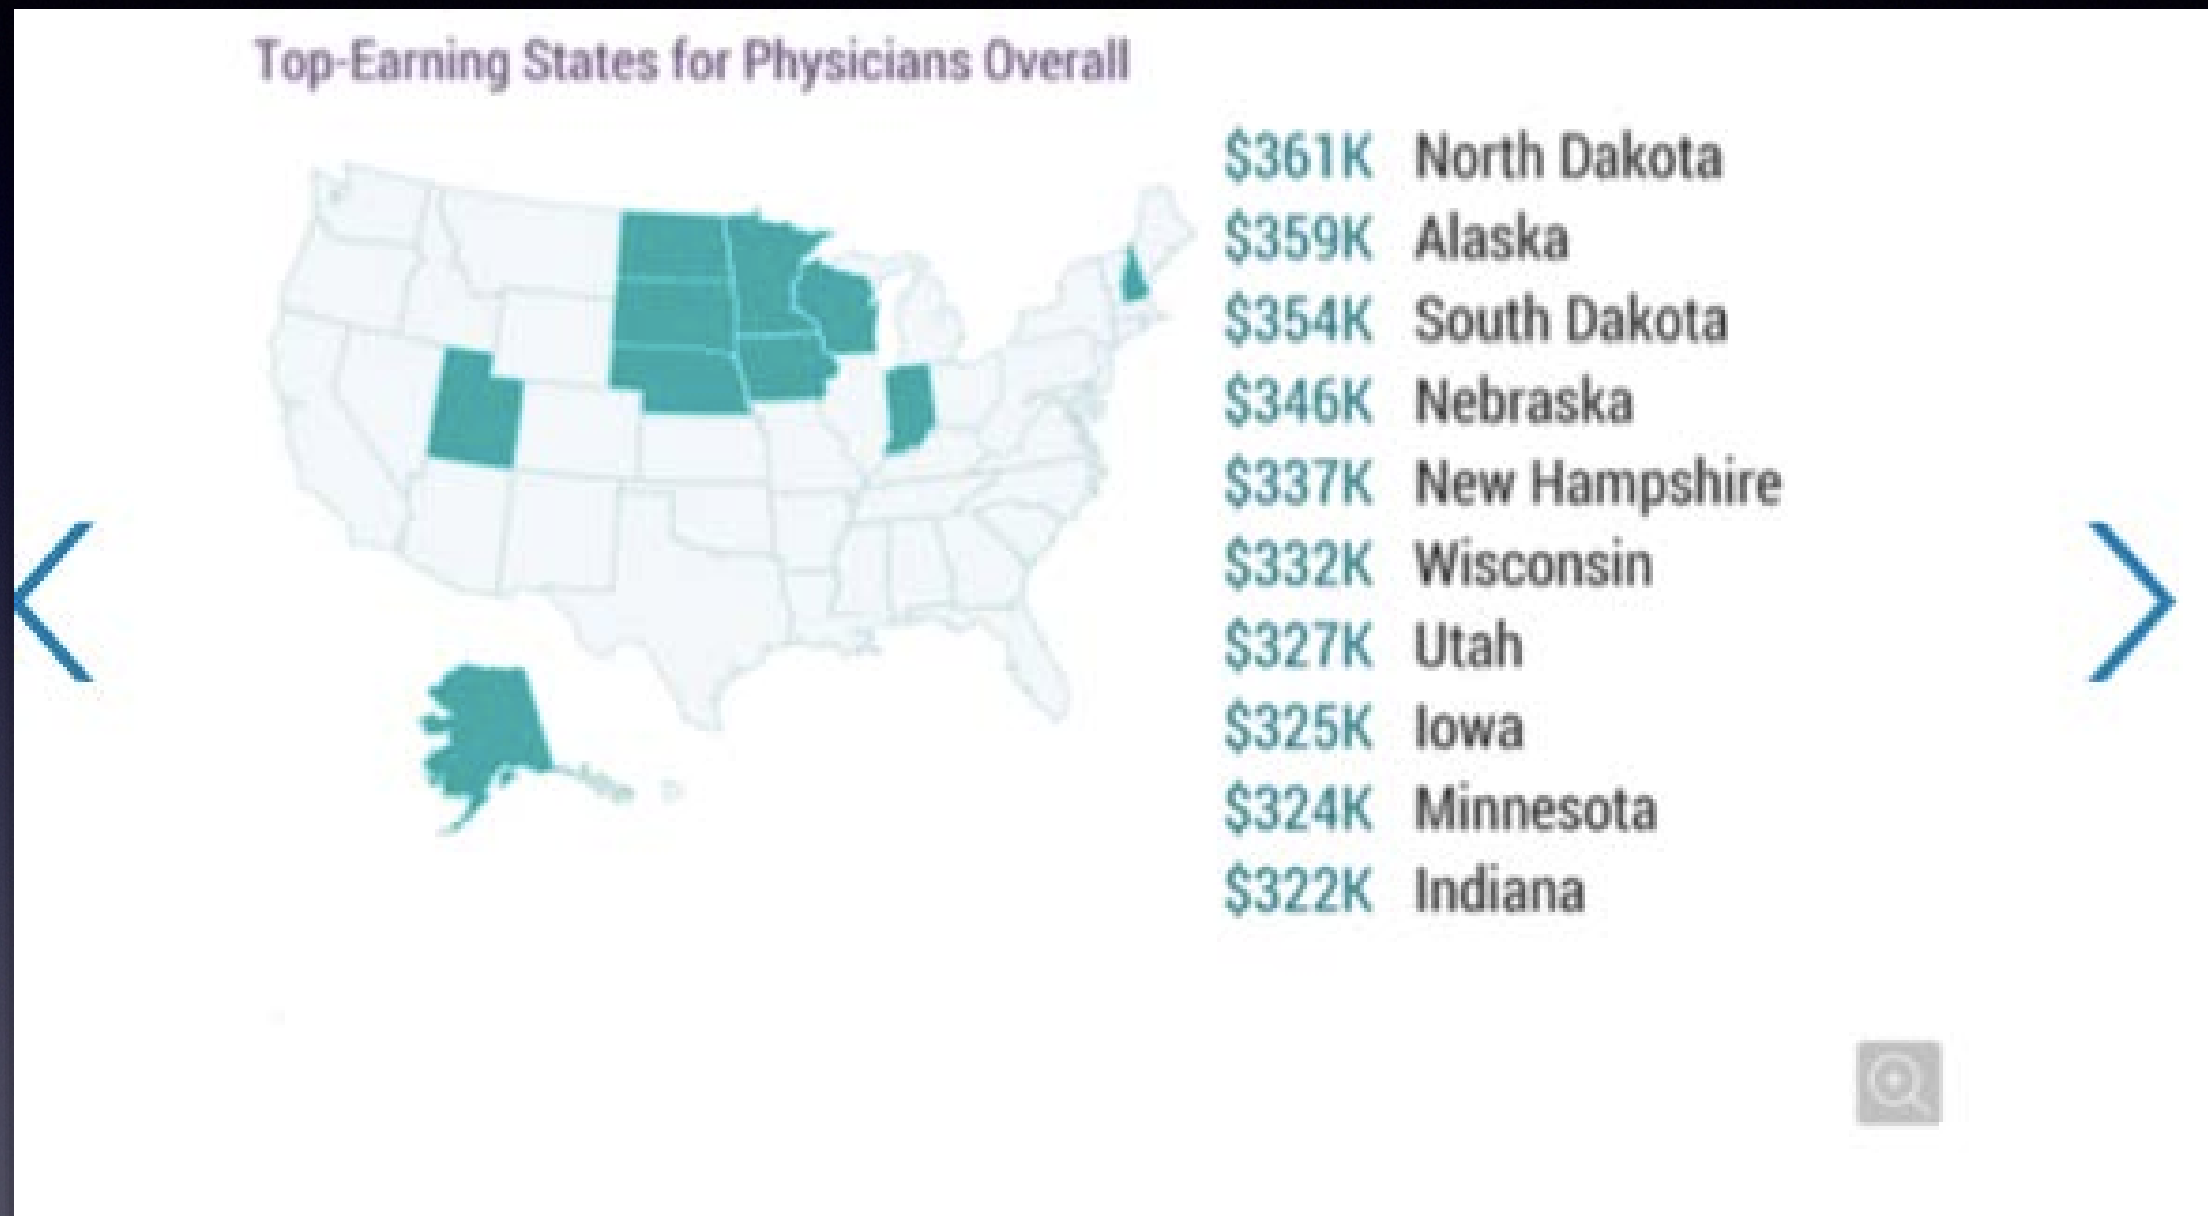 Top-Earning States for Physicians Overall
$361K North Dakota
$359K Alaska
$354K South Dakota
$346K Nebraska
$337K New Hampshire
$332K Wisconsin
$327K Utah
$325K Iowa
$324K Minnesota
$322K Indiana